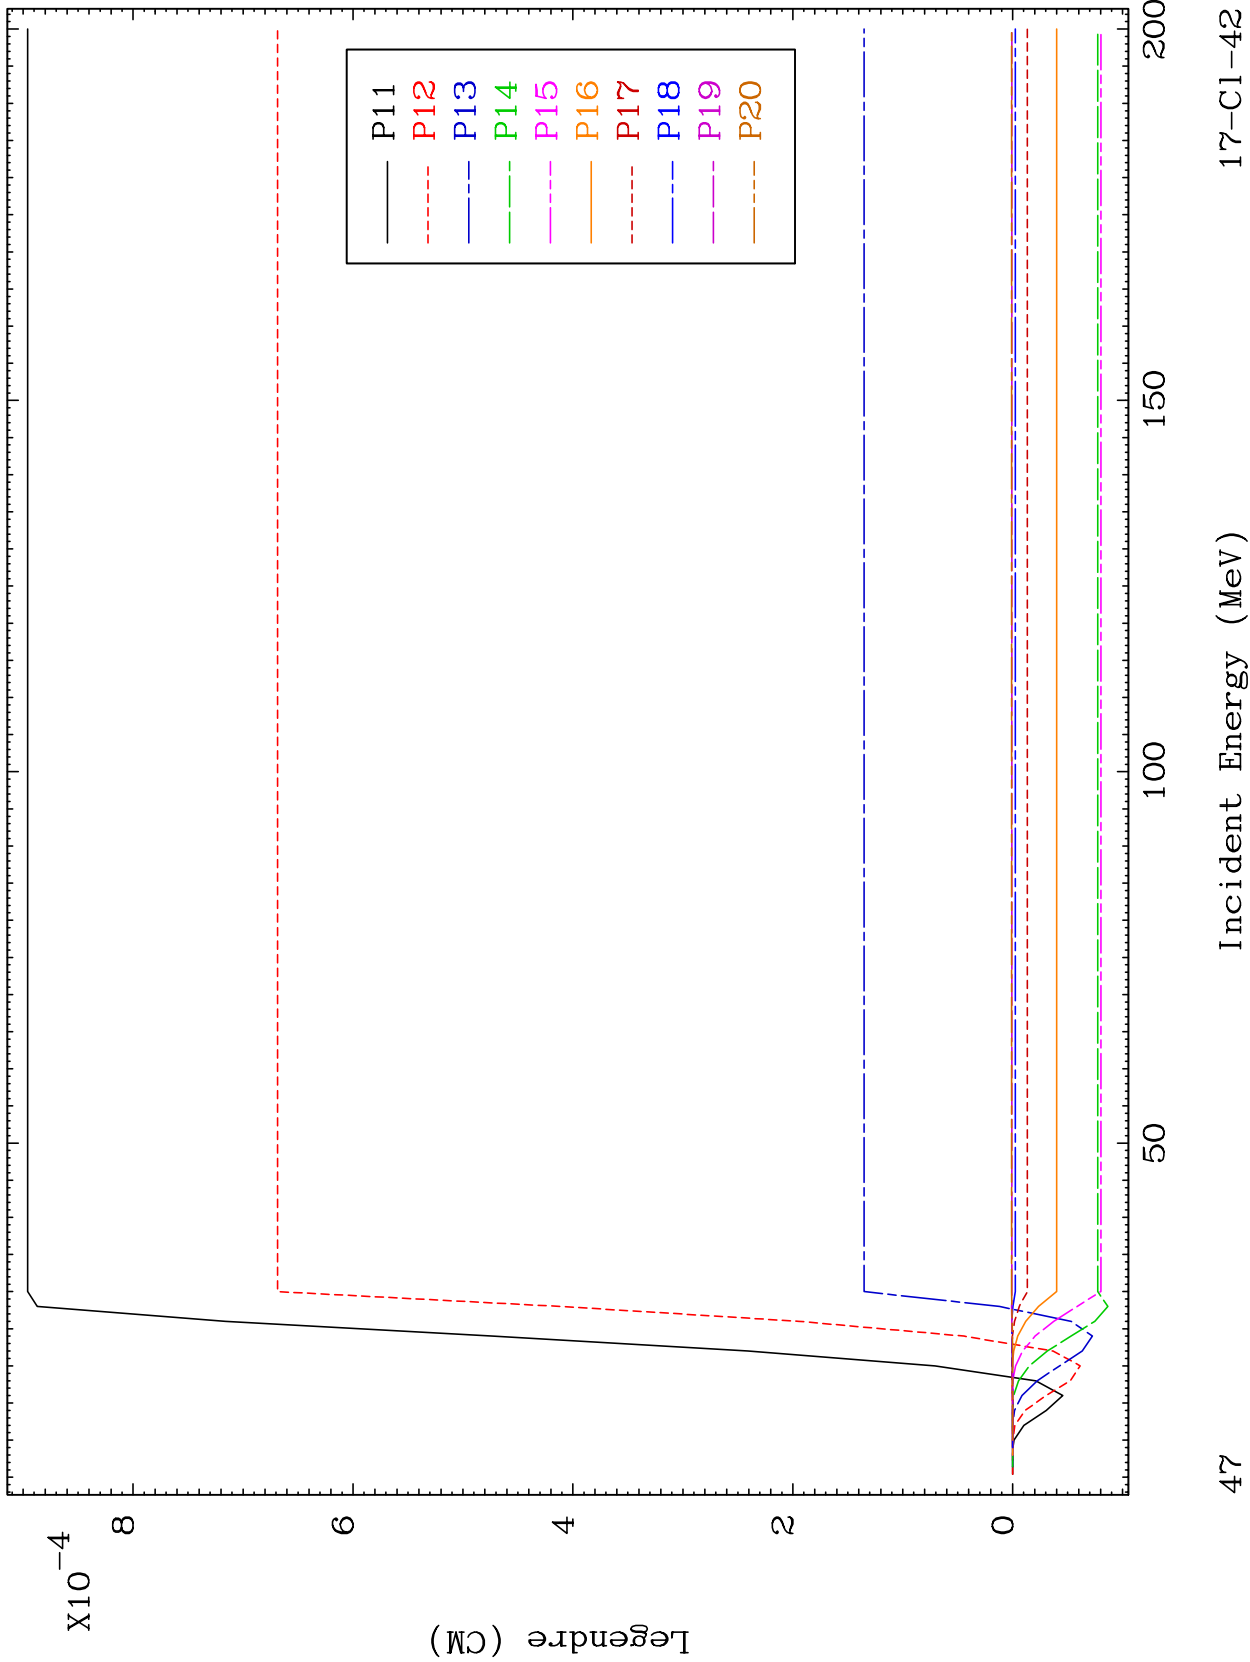 X10-4
8
6
4
2
0
Legendre (CM)
P11
P12
P13
P14
P15
P16
P17
P18
P19
P20
50
100
150
200
Incident Energy (MeV)
47
17-Cl-42